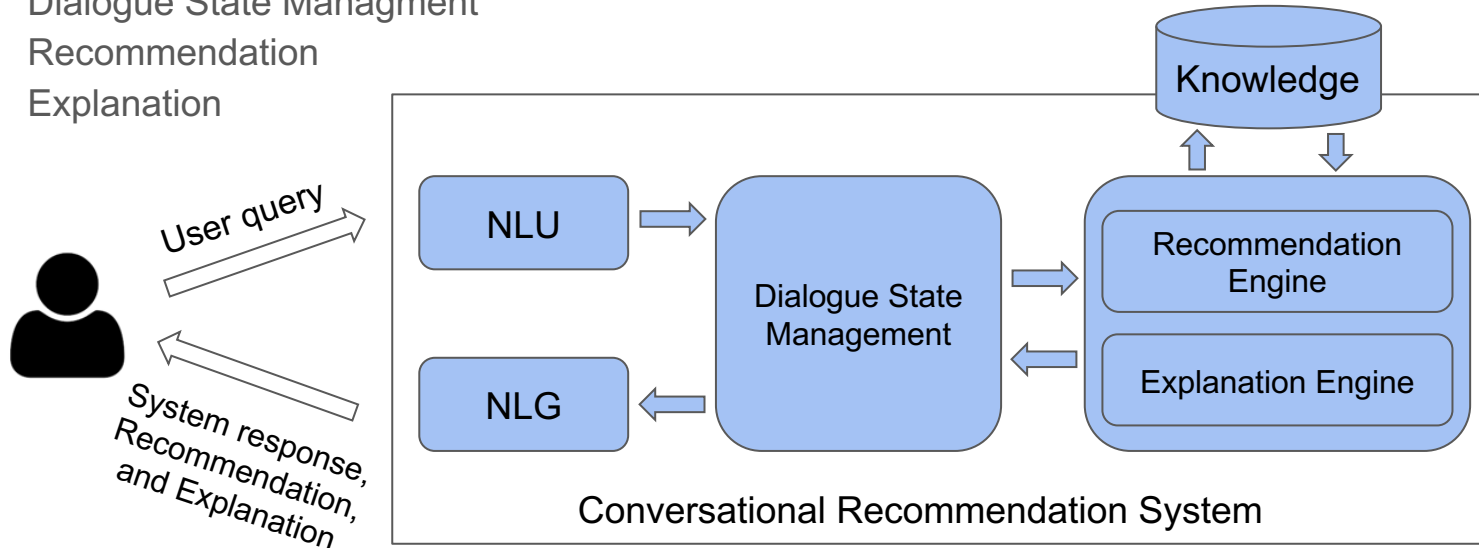 Dialogue State Managment
Recommendation
Explanation
Knowledge
User query
NLU
Dialogue State
Management
Recommendation
Engine
Explanation Engine
NLG
System response,
Recommendation,
and Explanation
Conversational Recommendation System